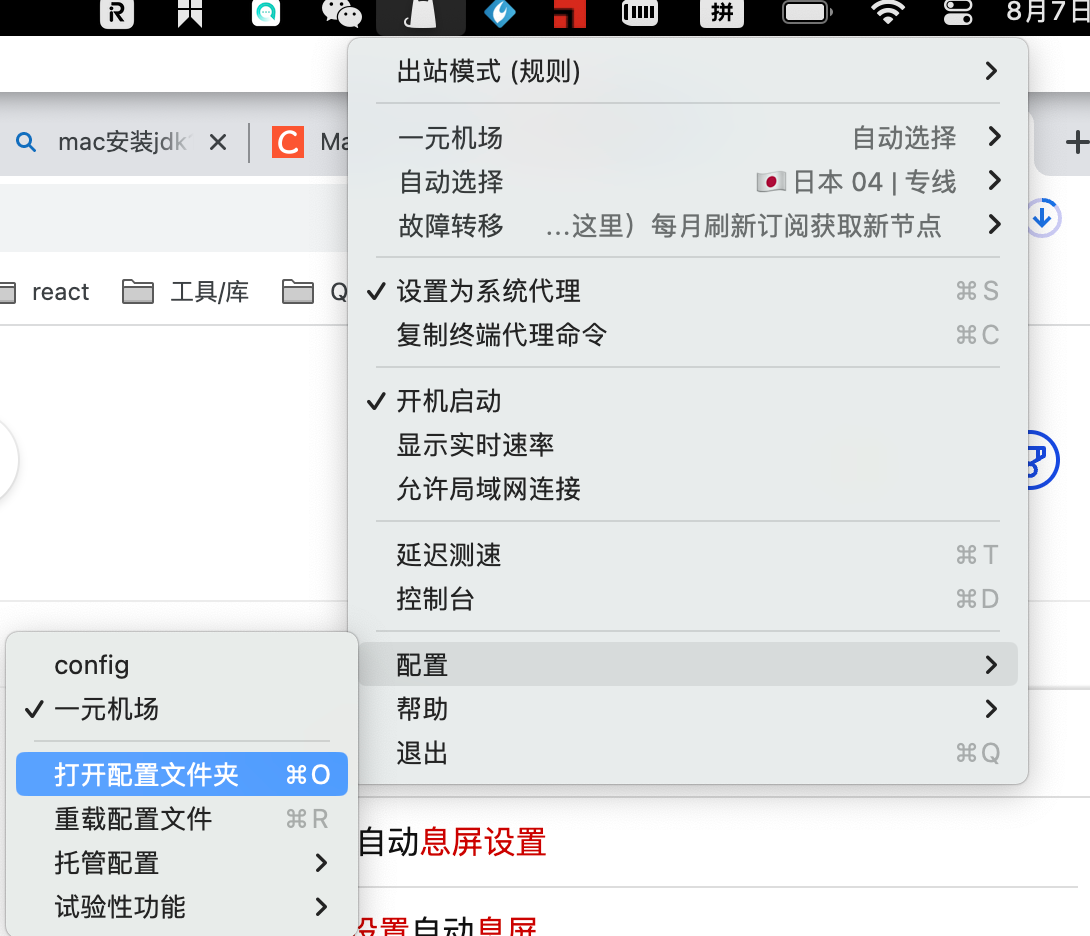 拼
8月7日
出站模式 (规则)
mac安装jdk
C Ma
一元机场 自动选择
自动选择 日本 04 | 专线
故障转移 …这里）每月刷新订阅获取新节点
react 工具/库 Q
设置为系统代理 ⌘S
复制终端代理命令 ⌘C
开机启动
显示实时速率
允许局域网连接
延迟测速 ⌘T
控制台 ⌘D
配置
帮助
退出 ⌘Q
config
一元机场
打开配置文件夹 ⌘O
重载配置文件 ⌘R
托管配置
试验性功能
自动息屏设置
设置自动息屏